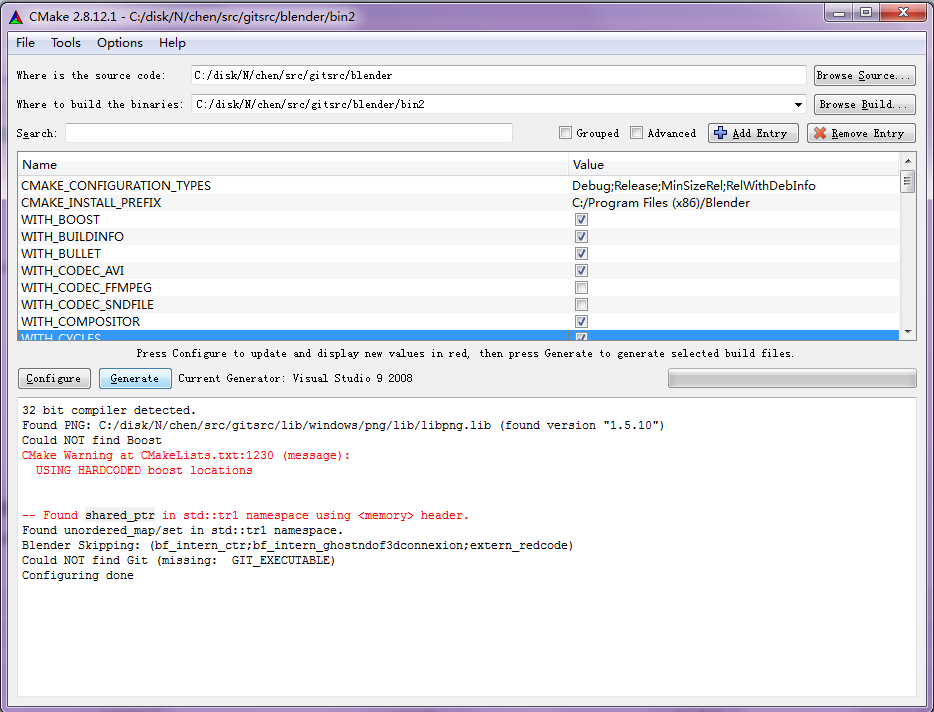 CMake 2.8.12.1 - C:/disk/N/chen/src/gitsrc/blender/bin2
File Tools Options Help
Where is the source code: C:/disk/N/chen/src/gitsrc/blender Browse Source...
Where to build the binaries: C:/disk/N/chen/src/gitsrc/blender/bin2 Browse Build...
Search: Grouped Advanced Add Entry Remove Entry
Name Value
CMAKE_CONFIGURATION_TYPES Debug;Release;MinSizeRel;RelWithDebInfo
CMAKE_INSTALL_PREFIX C:/Program Files (x86)/Blender
WITH_BOOST
WITH_BUILDINFO
WITH_BULLET
WITH_CODEC_AVI
WITH_CODEC_FFMPEG
WITH_CODEC_SNDFILE
WITH_COMPOSITOR
WITH_CYCLES
Press Configure to update and display new values in red, then press Generate to generate selected build files.
Configure Generate Current Generator: Visual Studio 9 2008
32 bit compiler detected.
Found PNG: C:/disk/N/chen/src/gitsrc/lib/windows/png/lib/libpng.lib (found version "1.5.10")
Could NOT find Boost
CMake Warning at CMakeLists.txt:1230 (message):
USING HARDCODED boost locations
-- Found shared_ptr in std::tr1 namespace using <memory> header.
Found unordered_map/set in std::tr1 namespace.
Blender Skipping: (bf_intern_ctr;bf_intern_ghostndof3dconnexion;extern_redcode)
Could NOT find Git (missing:  GIT_EXECUTABLE)
Configuring done